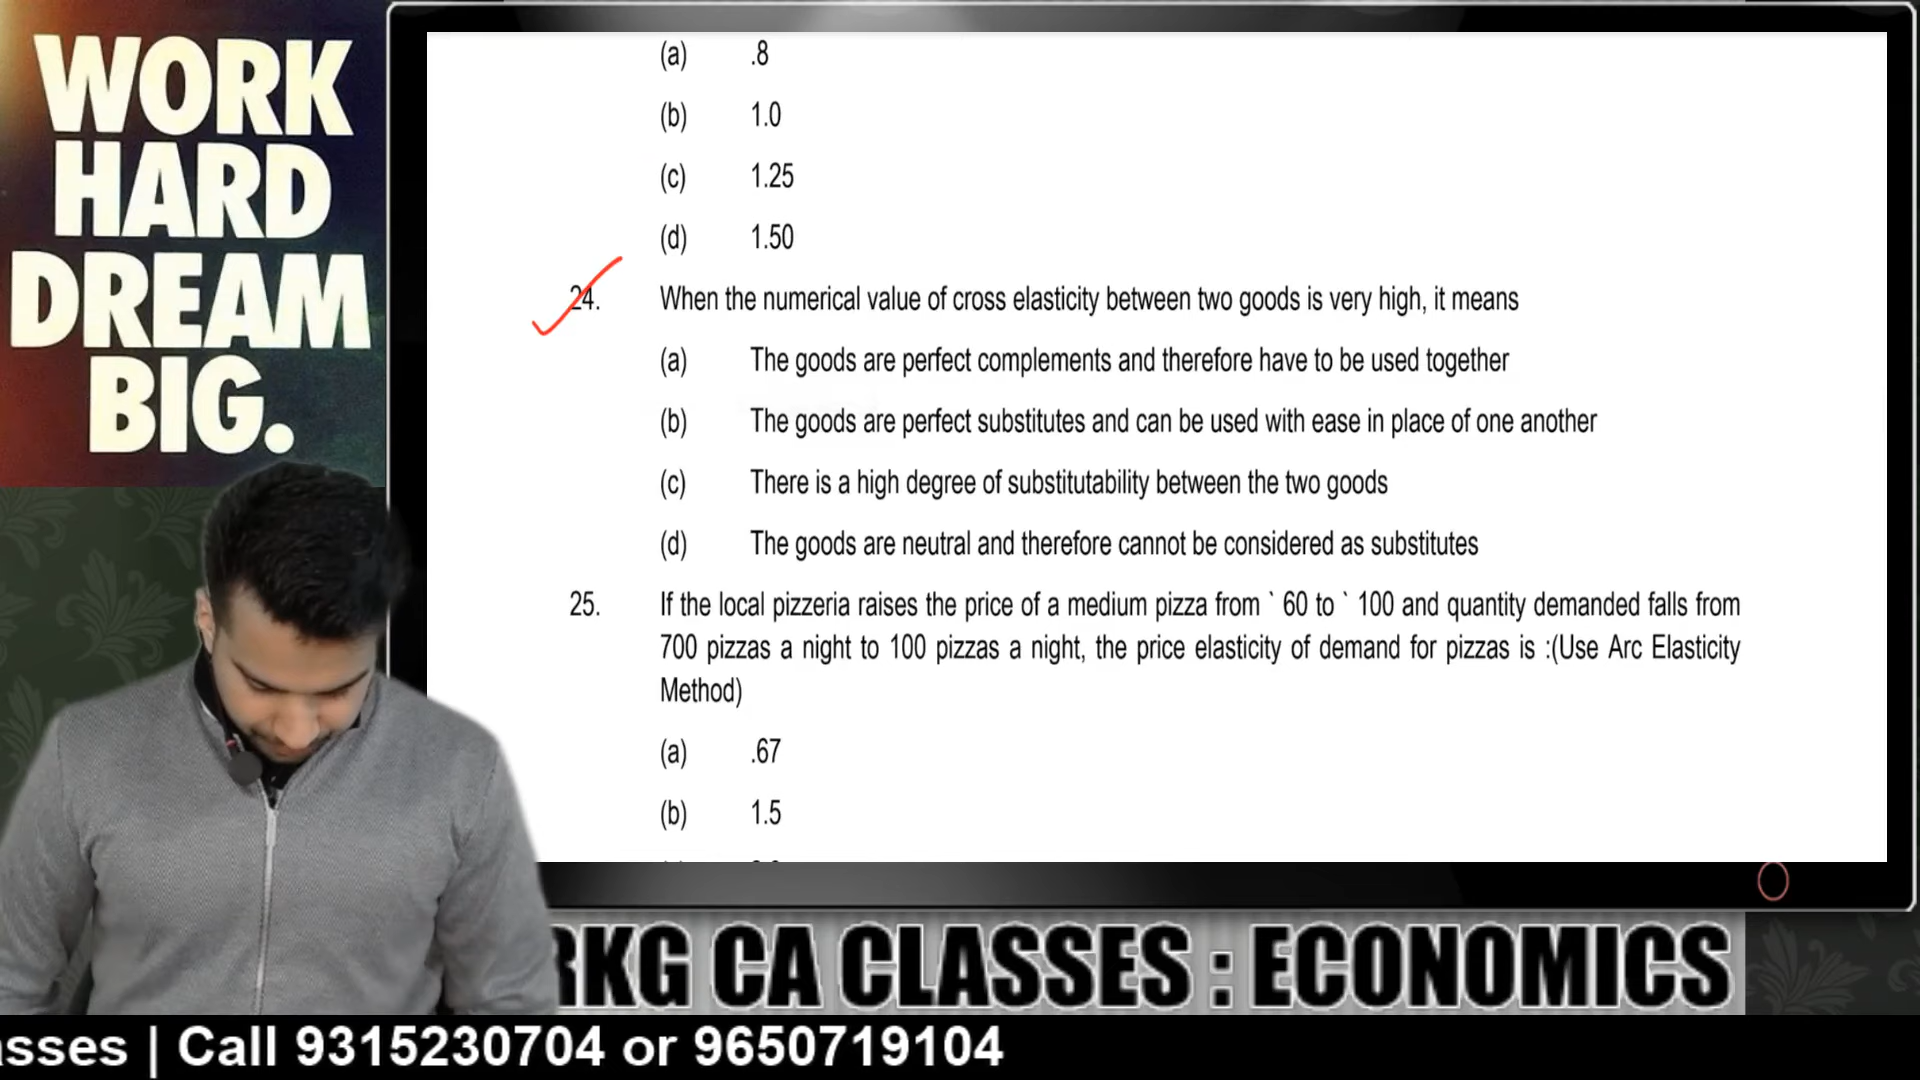 WORK
HARD
DREAM
BIG.
(a) .8
(b) 1.0
(c) 1.25
(d) 1.50
24. When the numerical value of cross elasticity between two goods is very high, it means
(a) The goods are perfect complements and therefore have to be used together
(b) The goods are perfect substitutes and can be used with ease in place of one another
(c) There is a high degree of substitutability between the two goods
(d) The goods are neutral and therefore cannot be considered as substitutes
25. If the local pizzeria raises the price of a medium pizza from ` 60 to ` 100 and quantity demanded falls from
700 pizzas a night to 100 pizzas a night, the price elasticity of demand for pizzas is :(Use Arc Elasticity
Method)
(a) .67
(b) 1.5
RKG CA CLASSES : ECONOMICS
asses | Call 9315230704 or 9650719104